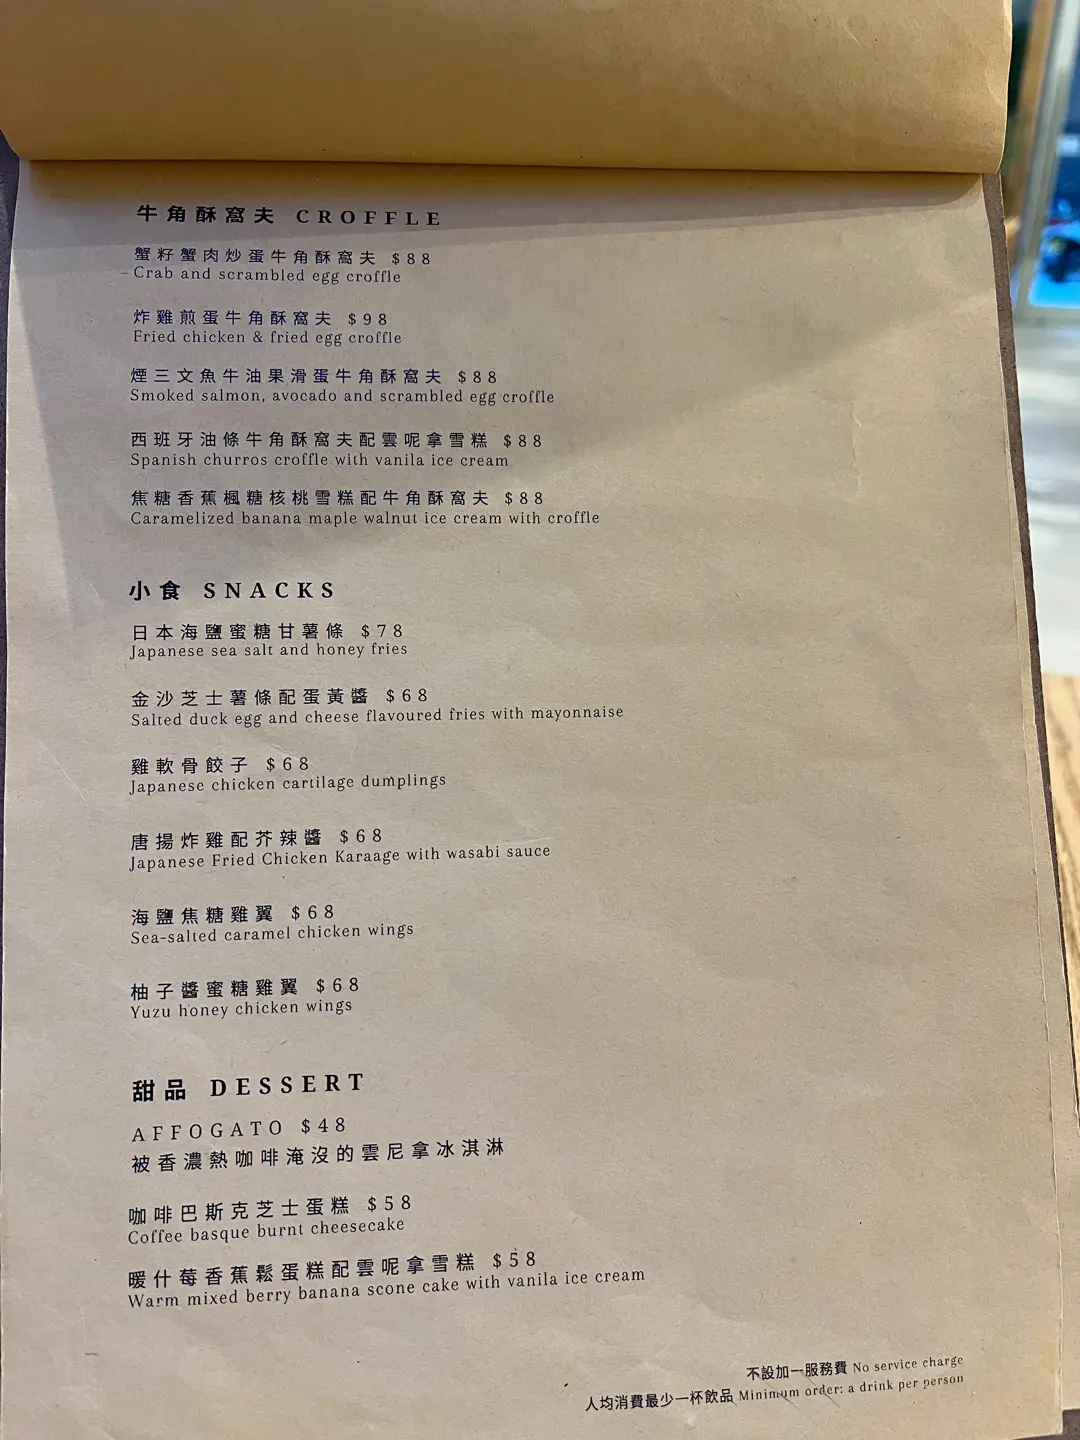 牛角酥窩夫 CROFFLE
蟹籽蟹肉炒蛋牛角酥窩夫 $88
Crab and scrambled egg croffle
炸雞煎蛋牛角酥窩夫 $98
Fried chicken & fried egg croffle
煙三文魚牛油果滑蛋牛角酥窩夫 $88
Smoked salmon, avocado and scrambled egg croffle
西班牙油條牛角酥窩夫配雲呢拿雪糕 $88
Spanish churros croffle with vanila ice cream
焦糖香蕉楓糖核桃雪糕配牛角酥窩夫 $88
Caramelized banana maple walnut ice cream with croffle
小食 SNACKS
日本海鹽蜜糖甘薯條 $78
Japanese sea salt and honey fries
金沙芝士薯條配蛋黃醬 $68
Salted duck egg and cheese flavoured fries with mayonnaise
雞軟骨餃子 $68
Japanese chicken cartilage dumplings
唐揚炸雞配芥辣醬 $68
Japanese Fried Chicken Karaage with wasabi sauce
海鹽焦糖雞翼 $68
Sea-salted caramel chicken wings
柚子醬蜜糖雞翼 $68
Yuzu honey chicken wings
甜品 DESSERT
AFFOGATO $48
被香濃熱咖啡淹沒的雲尼拿冰淇淋
咖啡巴斯克芝士蛋糕 $58
Coffee basque burnt cheesecake
暖什莓香蕉鬆蛋糕配雲呢拿雪糕 $58
Warm mixed berry banana scone cake with vanila ice cream
不設加一服務費 No service charge
人均消費最少一杯飲品 Minimum order: a drink per person